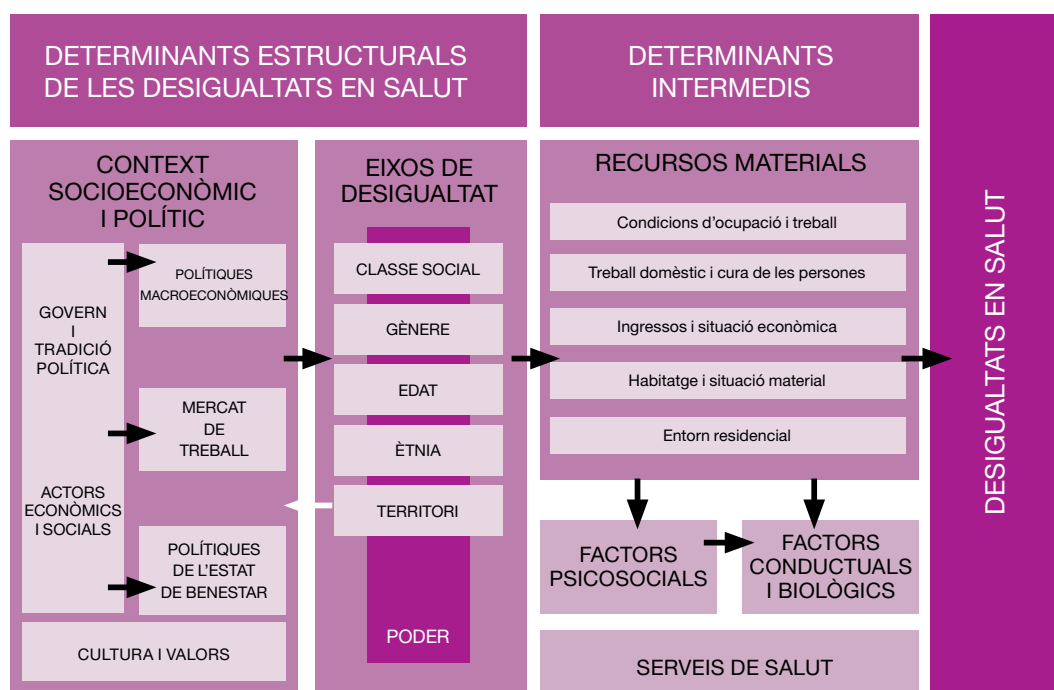 DETERMINANTS ESTRUCTURALS
DE LES DESIGUALTATS EN SALUT
DETERMINANTS
INTERMEDIS
CONTEXT
SOCIOECONÒMIC
I POLÍTIC
GOVERN
I
TRADICIÓ
POLÍTICA
ACTORS
ECONÒMICS
I SOCIALS
POLÍTIQUES
MACROECONÒMIQUES
MERCAT
DE
TREBALL
POLÍTIQUES
DE L’ESTAT
DE BENESTAR
CULTURA I VALORS
EIXOS DE
DESIGUALTAT
CLASSE SOCIAL
GÈNERE
EDAT
ÈTNIA
TERRITORI
PODER
RECURSOS MATERIALS
Condicions d’ocupació i treball
Treball domèstic i cura de les persones
Ingressos i situació econòmica
Habitatge i situació material
Entorn residencial
FACTORS
PSICOSOCIALS
FACTORS
CONDUCTUALS
I BIOLÒGICS
SERVEIS DE SALUT
DESIGUALTATS EN SALUT